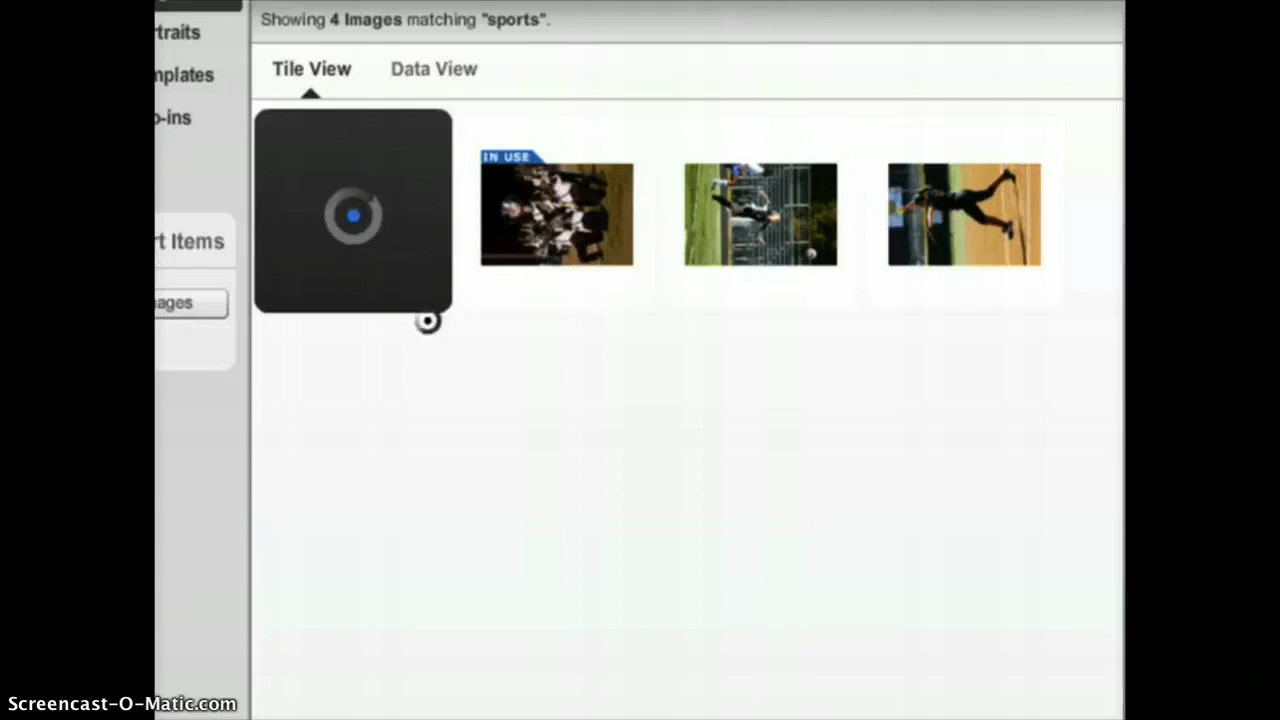 Showing 4 Images matching "sports".
Tile View
Data View
rtraits
mplates
o-ins
IN USE
rt Items
ages
Screencast-O-Matic.com